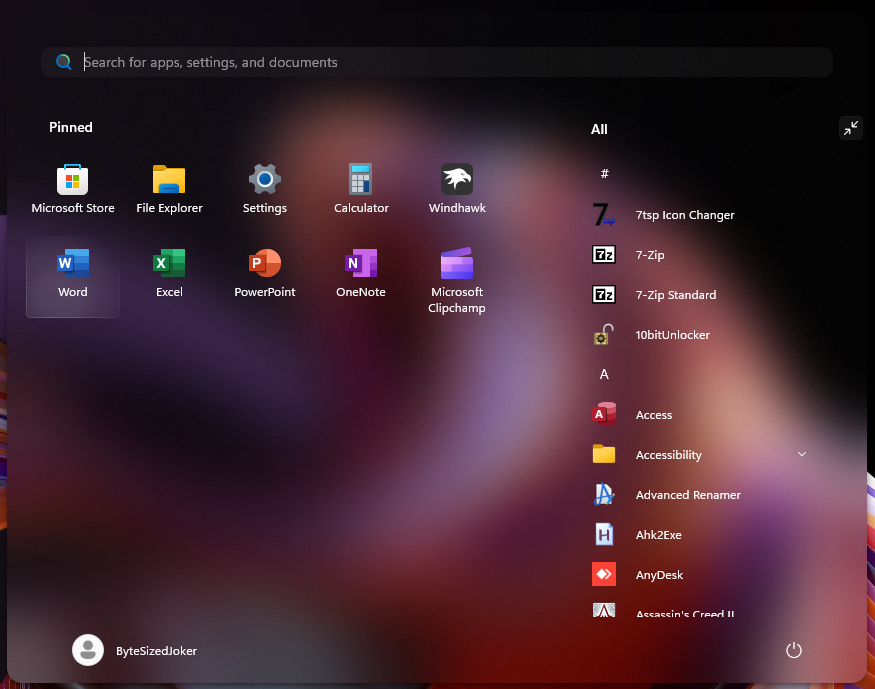 Search for apps, settings, and documents
Pinned
Microsoft Store
File Explorer
Settings
Calculator
Windhawk
Word
Excel
PowerPoint
OneNote
Microsoft
Clipchamp
All
#
7tsp Icon Changer
7-Zip
7-Zip Standard
10bitUnlocker
A
Access
Accessibility
Advanced Renamer
Ahk2Exe
AnyDesk
Assassin's Creed II
ByteSizedJoker